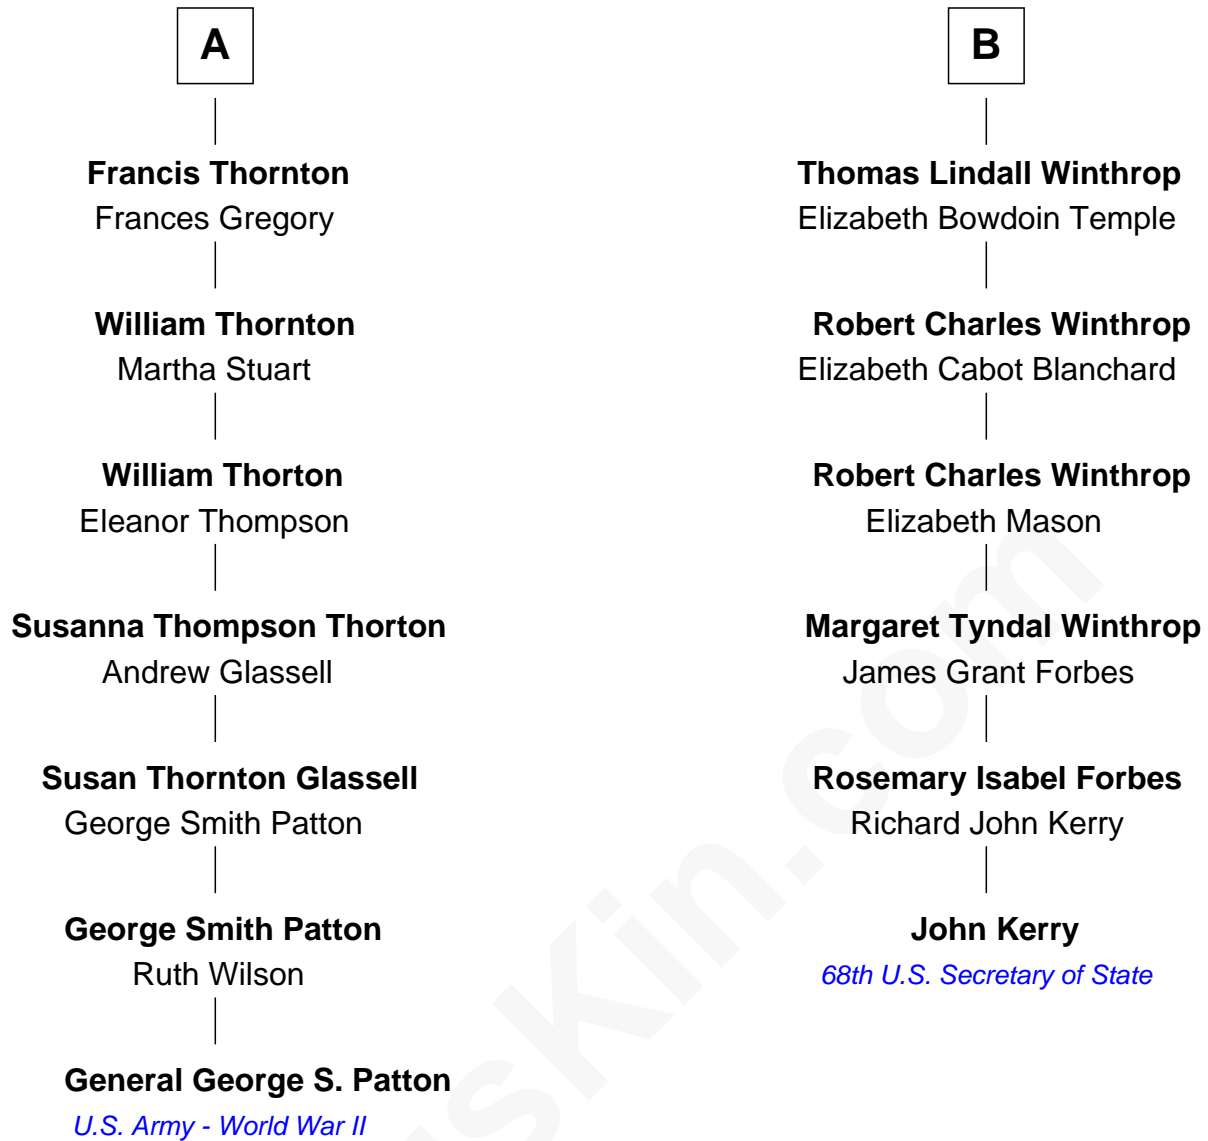 A
Francis Thornton
Frances Gregory
William Thornton
Martha Stuart
William Thorton
Eleanor Thompson
Susanna Thompson Thorton
Andrew Glassell
Susan Thornton Glassell
George Smith Patton
George Smith Patton
Ruth Wilson
General George S. Patton
U.S. Army - World War II
B
Thomas Lindall Winthrop
Elizabeth Bowdoin Temple
Robert Charles Winthrop
Elizabeth Cabot Blanchard
Robert Charles Winthrop
Elizabeth Mason
Margaret Tyndal Winthrop
James Grant Forbes
Rosemary Isabel Forbes
Richard John Kerry
John Kerry
68th U.S. Secretary of State